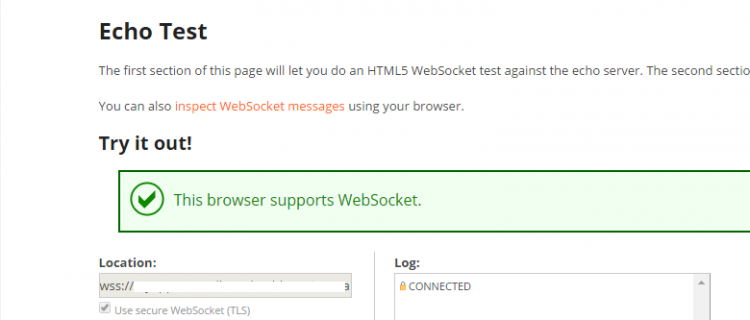 Echo Test
The first section of this page will let you do an HTML5 WebSocket test against the echo server. The second sectio
You can also inspect WebSocket messages using your browser.
Try it out!
This browser supports WebSocket.
Location:
Log:
wss://
CONNECTED
Use secure WebSocket (TLS)